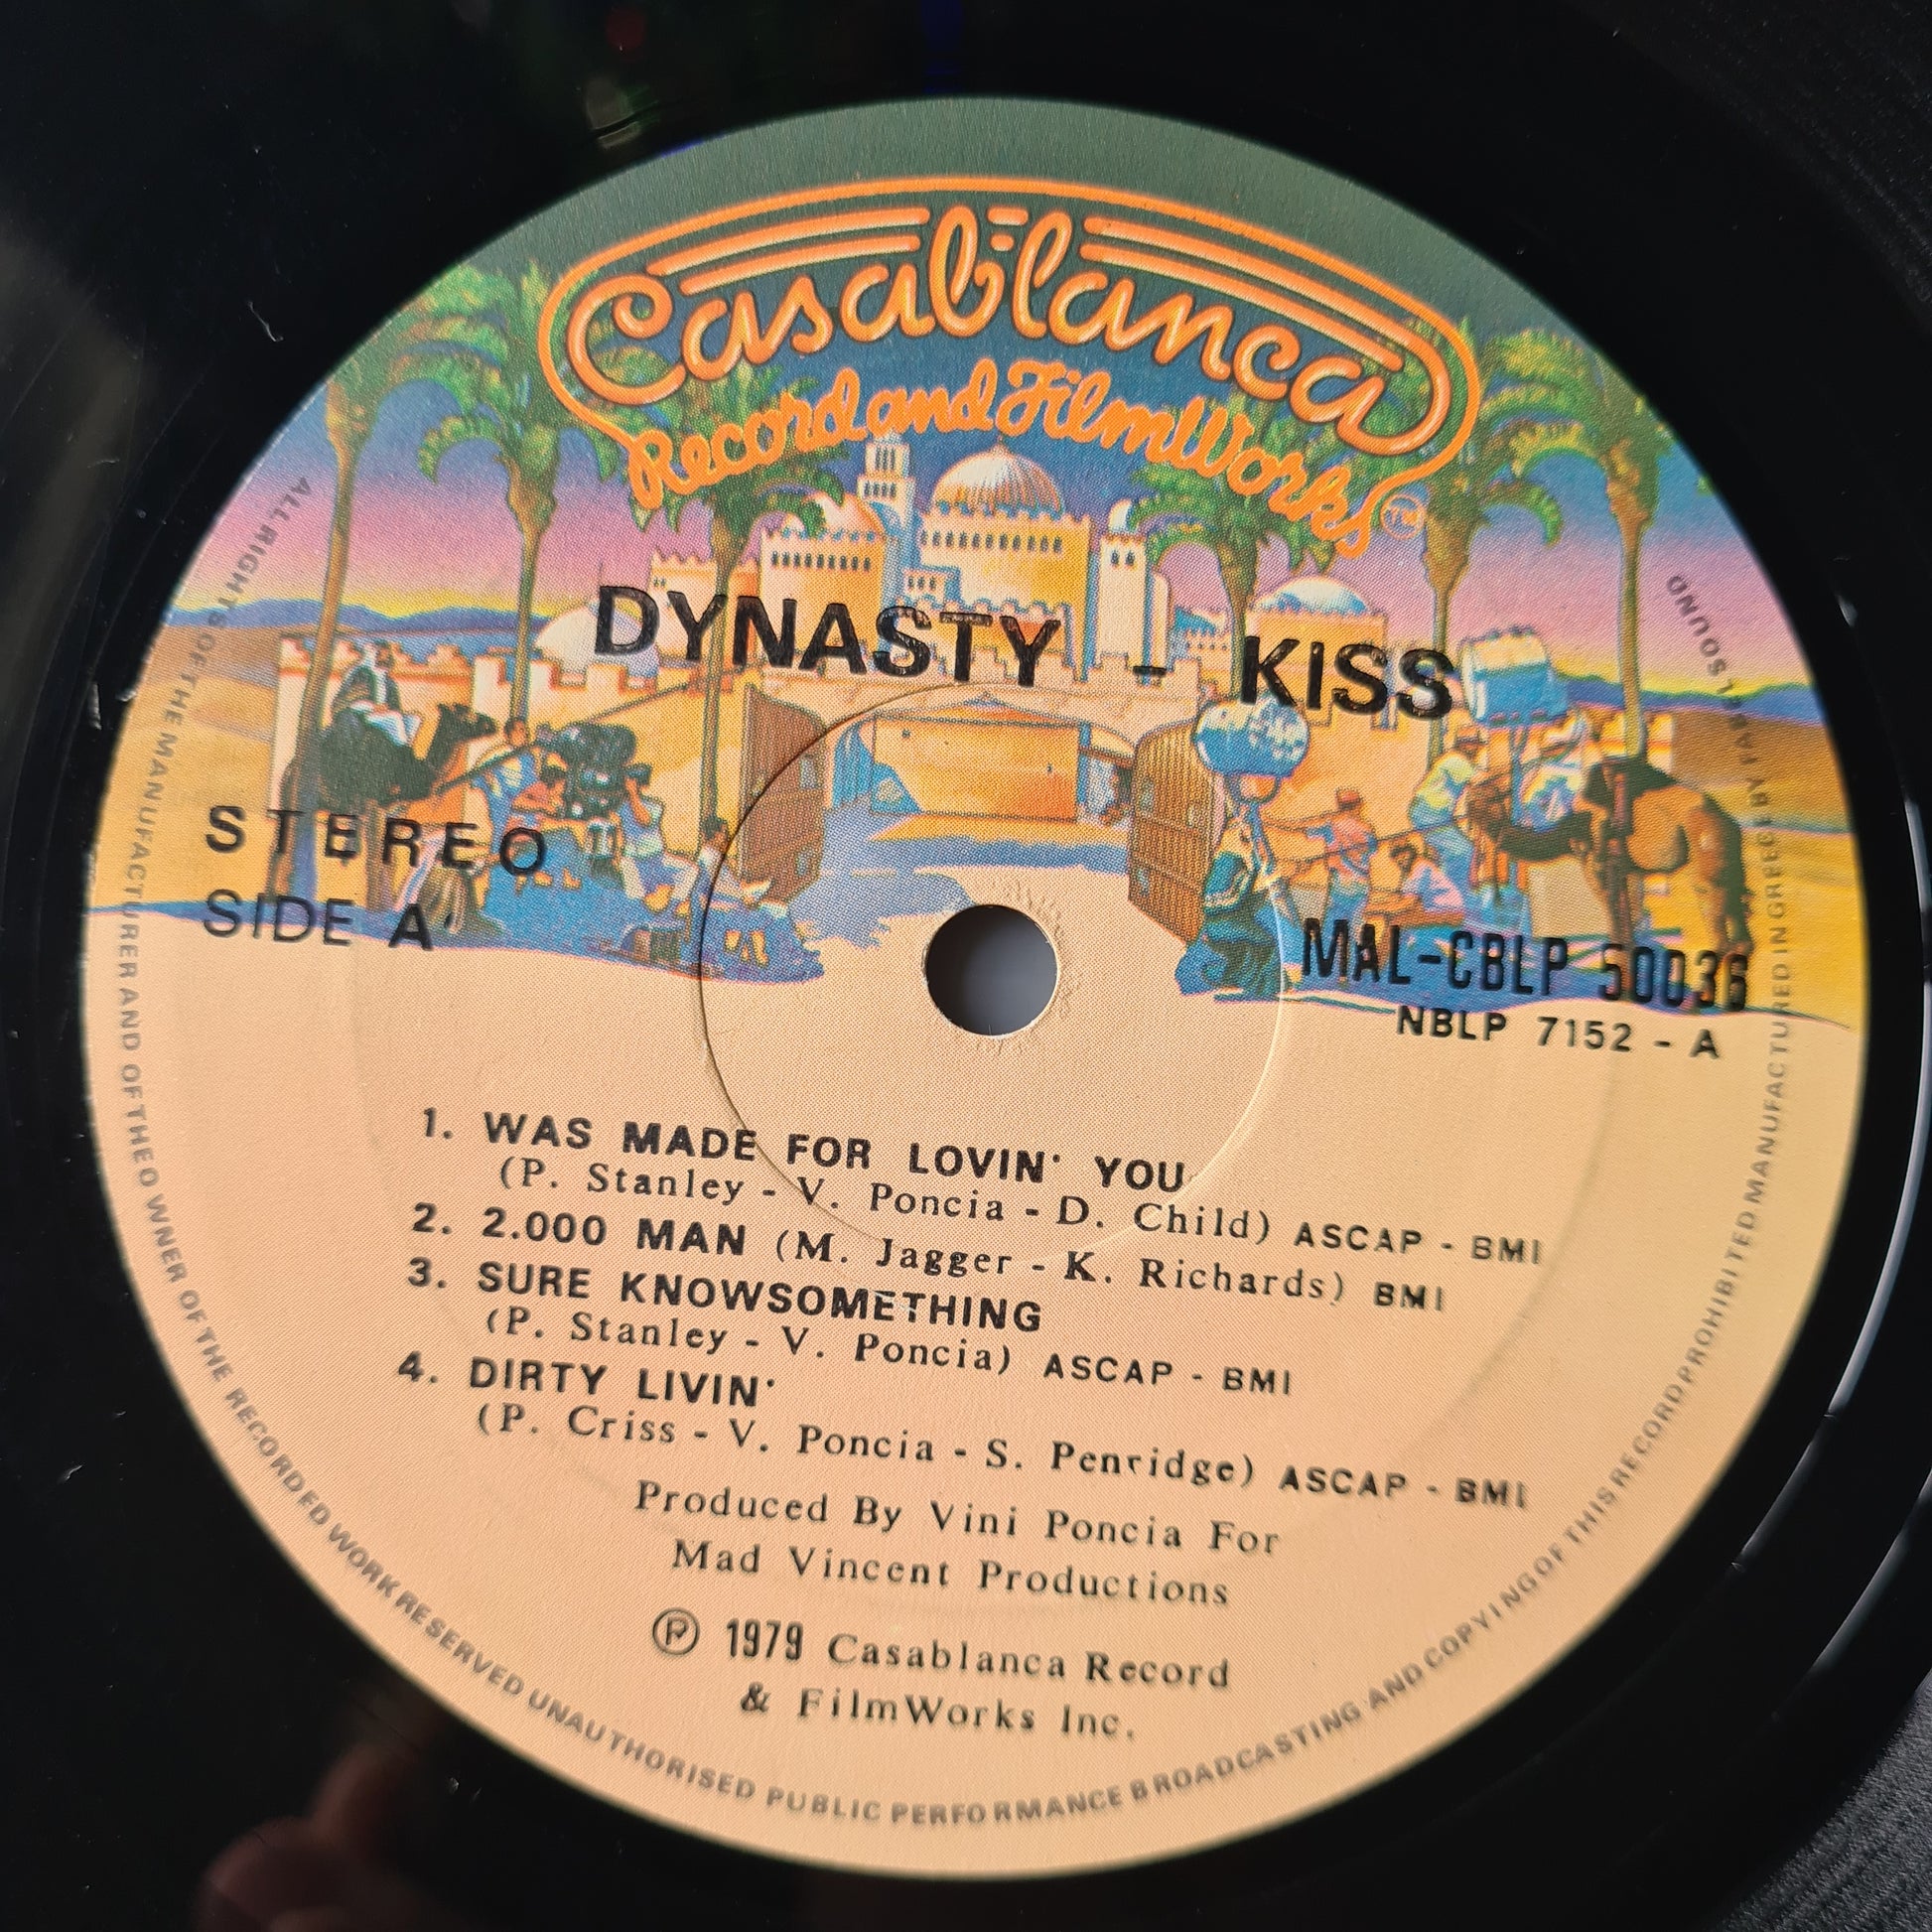 Casablanca
Record and FilmWorks TM
DYNASTY - KISS
STEREO
SIDE A
MAL-CBLP 50036
NBLP 7152 - A
1. WAS MADE FOR LOVIN' YOU
(P. Stanley - V. Poncia - D. Child) ASCAP - BMI
2. 2.000 MAN (M. Jagger - K. Richards) BMI
3. SURE KNOWSOMETHING
(P. Stanley - V. Poncia) ASCAP - BMI
4. DIRTY LIVIN'
(P. Criss - V. Poncia - S. Penridge) ASCAP - BMI
Produced By Vini Poncia For
Mad Vincent Productions
℗ 1979 Casablanca Record
& FilmWorks Inc.
ALL RIGHTS OF THE MANUFACTURER AND OF THE OWNER OF THE RECORDED WORK RESERVED UNAUTHORISED PUBLIC PERFORMANCE BROADCASTING AND COPYING OF THIS RECORD PROHIBITED MANUFACTURED IN GREECE BY SOUND